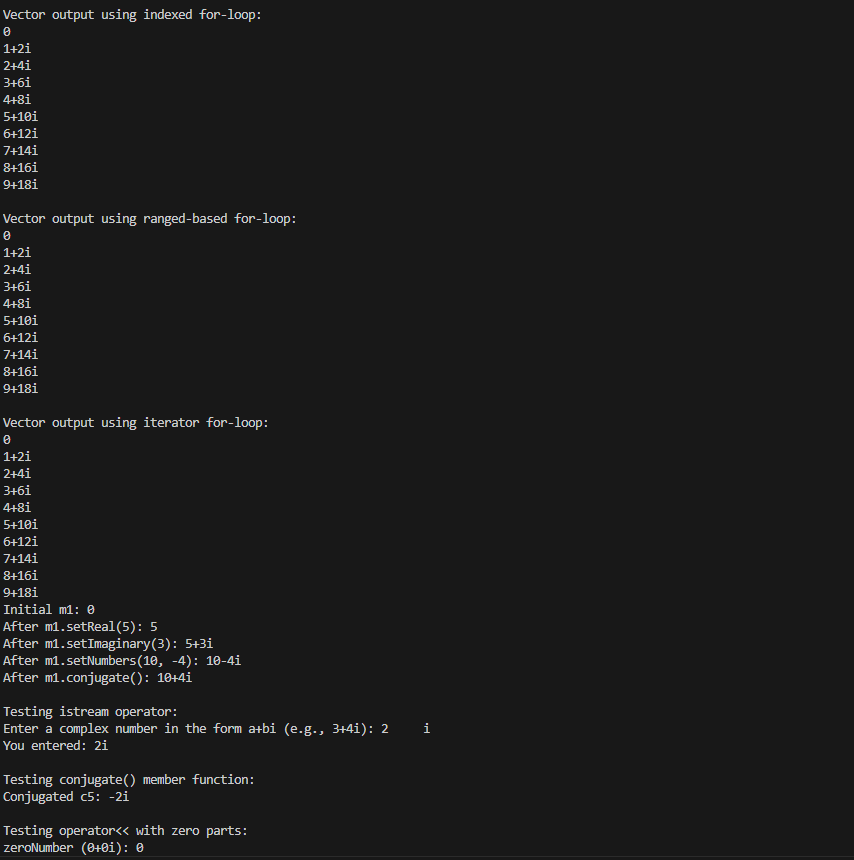 Vector output using indexed for-loop:
0
1+2i
2+4i
3+6i
4+8i
5+10i
6+12i
7+14i
8+16i
9+18i
Vector output using ranged-based for-loop:
0
1+2i
2+4i
3+6i
4+8i
5+10i
6+12i
7+14i
8+16i
9+18i
Vector output using iterator for-loop:
0
1+2i
2+4i
3+6i
4+8i
5+10i
6+12i
7+14i
8+16i
9+18i
Initial m1: 0
After m1.setReal(5): 5
After m1.setImaginary(3): 5+3i
After m1.setNumbers(10, -4): 10-4i
After m1.conjugate(): 10+4i
Testing istream operator:
Enter a complex number in the form a+bi (e.g., 3+4i): 2     i
You entered: 2i
Testing conjugate() member function:
Conjugated c5: -2i
Testing operator<< with zero parts:
zeroNumber (0+0i): 0